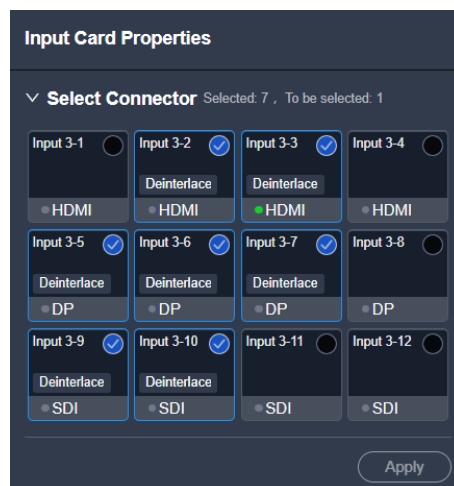 Input Card Properties
Select Connector Selected: 7 , To be selected: 1
Input 3-1 Input 3-2 Input 3-3 Input 3-4
Deinterlace Deinterlace
HDMI HDMI HDMI HDMI
Input 3-5 Input 3-6 Input 3-7 Input 3-8
Deinterlace Deinterlace Deinterlace
DP DP DP DP
Input 3-9 Input 3-10 Input 3-11 Input 3-12
Deinterlace Deinterlace
SDI SDI SDI SDI
Apply